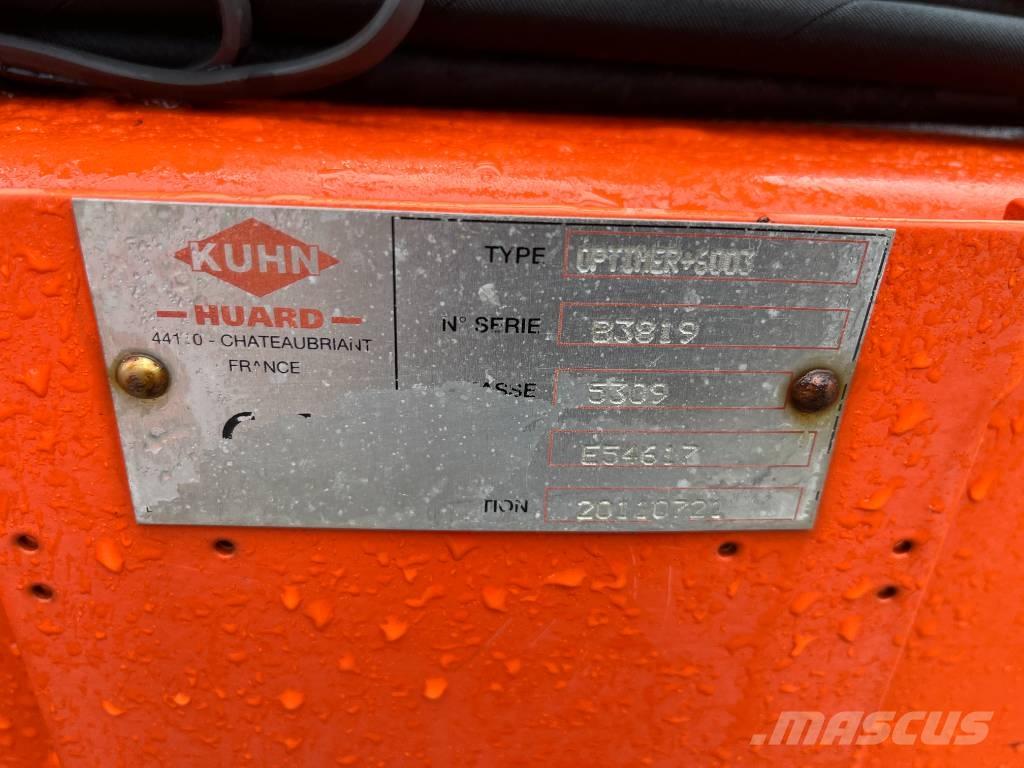 KUHN
HUARD
44110 - CHATEAUBRIANT
FRANCE
TYPE OPTIMER+6003
N° SERIE B3819
5309
E54617
20110721
MASCUS